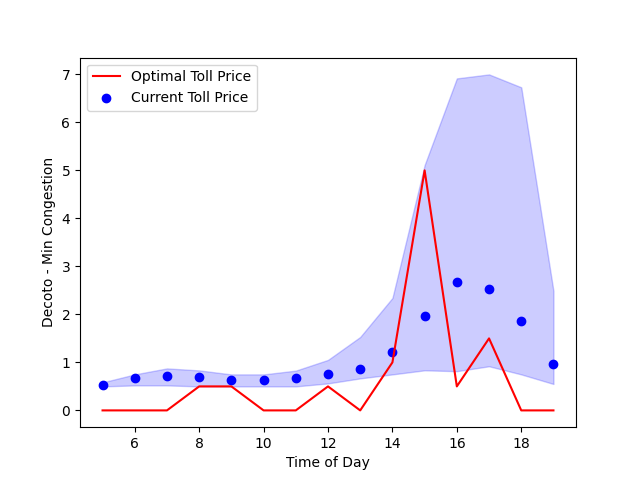 Optimal Toll Price
Current Toll Price
Decoto - Min Congestion
7
6
5
4
3
2
1
0
6 8 10 12 14 16 18
Time of Day